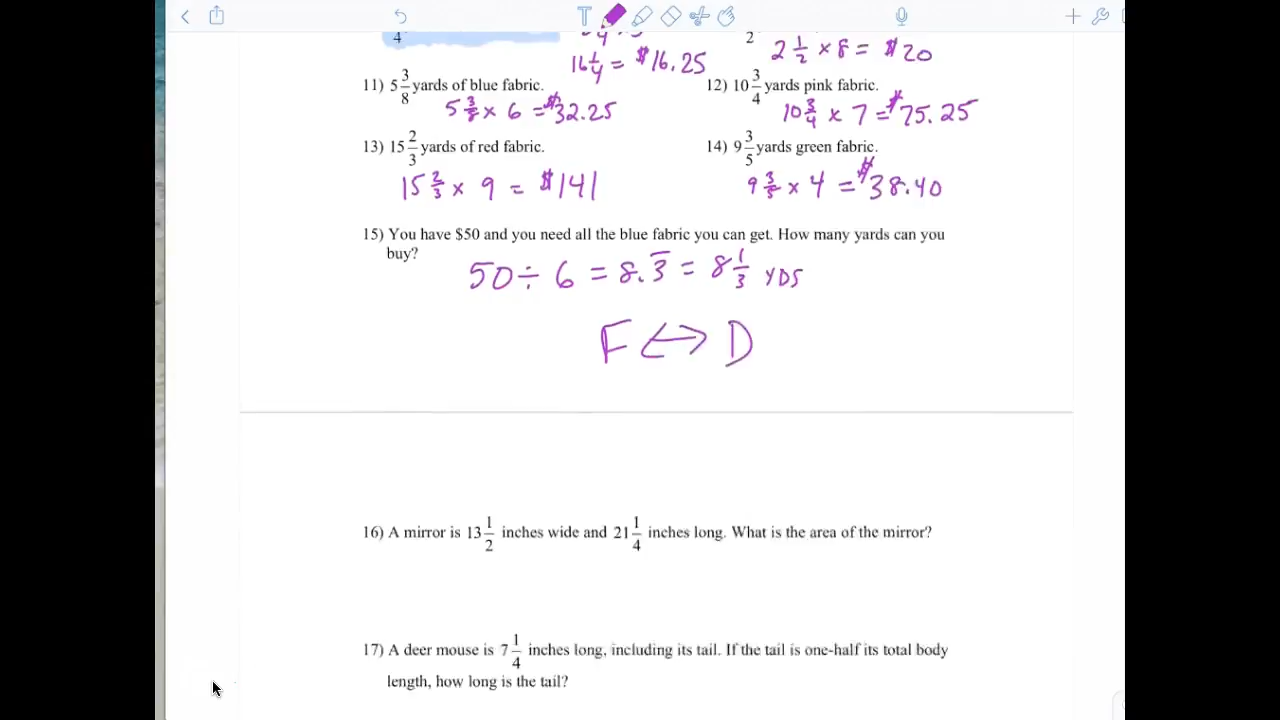 4
2
2 1/2 × 8 = $20
16 1/4 = $16.25
11) 5 3/8 yards of blue fabric.
12) 10 3/4 yards pink fabric.
5 3/8 × 6 = $32.25
10 3/4 × 7 = $75.25
13) 15 2/3 yards of red fabric.
14) 9 3/5 yards green fabric.
15 2/3 × 9 = $141
9 3/5 × 4 = $38.40
15) You have $50 and you need all the blue fabric you can get. How many yards can you
buy?
50 ÷ 6 = 8.3̅ = 8 1/3 YDS
F ↔ D
16) A mirror is 13 1/2 inches wide and 21 1/4 inches long. What is the area of the mirror?
17) A deer mouse is 7 1/4 inches long, including its tail. If the tail is one-half its total body
length, how long is the tail?